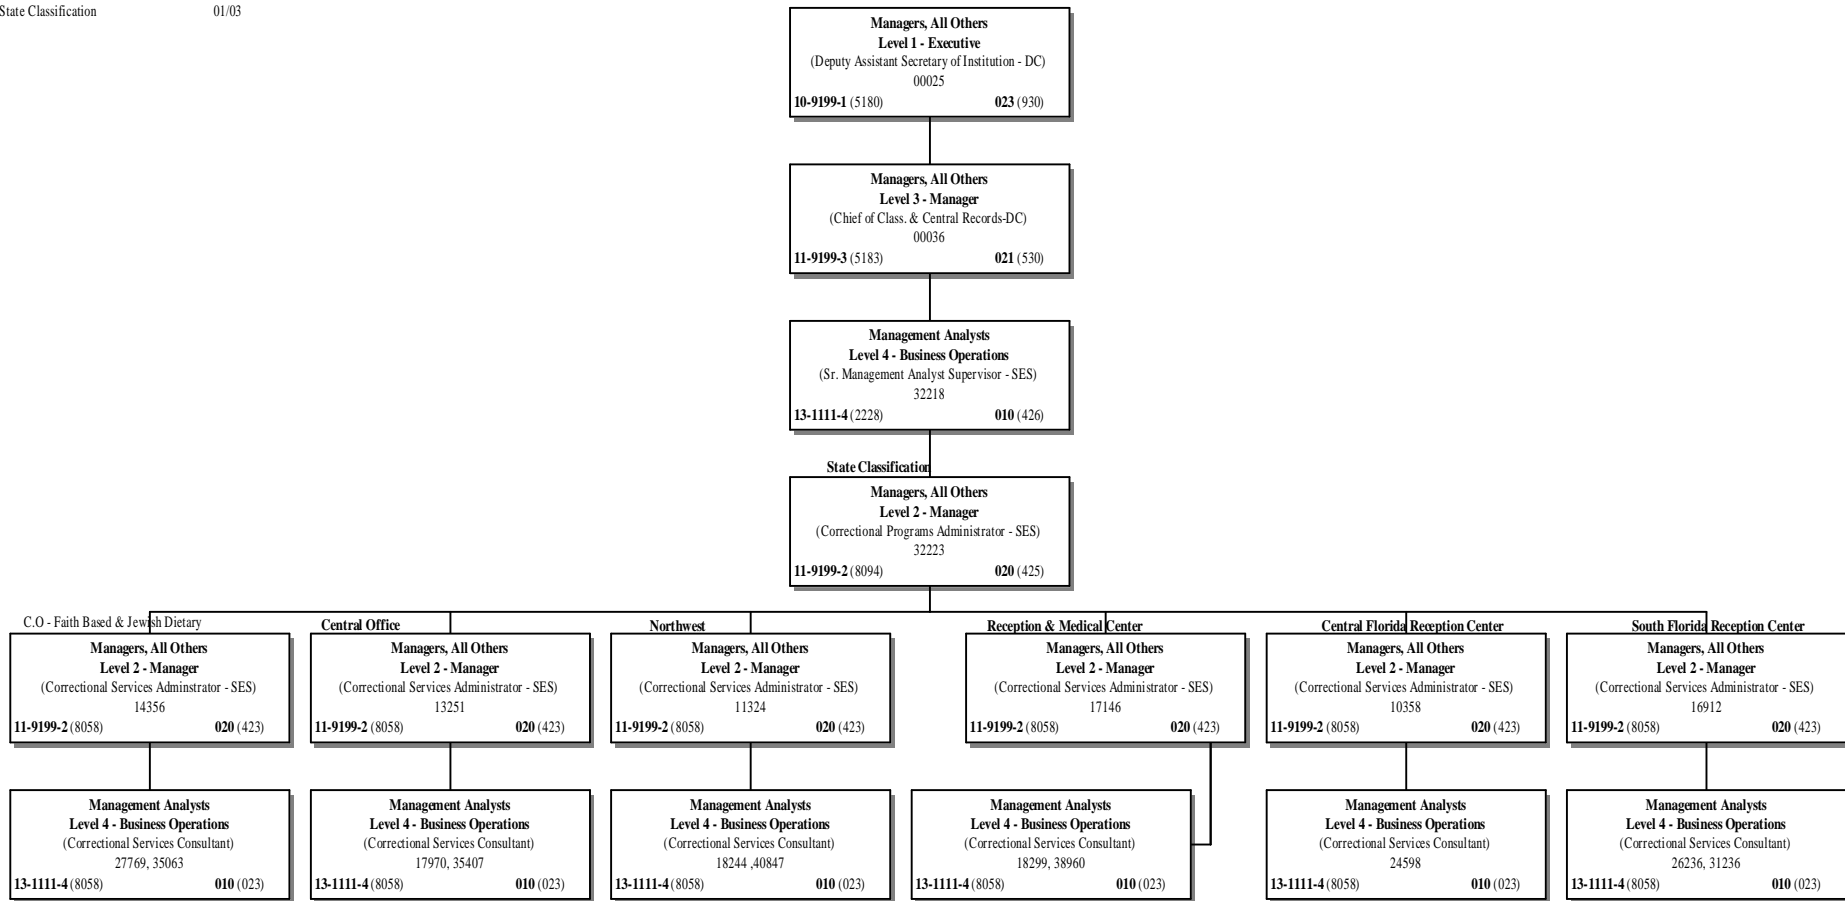 State Classification 01/03
Managers, All Others
Level 1 - Executive
(Deputy Assistant Secretary of Institution - DC)
00025
10-9199-1 (5180) 023 (930)
Managers, All Others
Level 3 - Manager
(Chief of Class. & Central Records-DC)
00036
11-9199-3 (5183) 021 (530)
Management Analysts
Level 4 - Business Operations
(Sr. Management Analyst Supervisor - SES)
32218
13-1111-4 (2228) 010 (426)
State Classification
Managers, All Others
Level 2 - Manager
(Correctional Programs Administrator - SES)
32223
11-9199-2 (8094) 020 (425)
C.O - Faith Based & Jewish Dietary
Managers, All Others
Level 2 - Manager
(Correctional Services Adminstrator - SES)
14356
11-9199-2 (8058) 020 (423)
Central Office
Managers, All Others
Level 2 - Manager
(Correctional Services Administrator - SES)
13251
11-9199-2 (8058) 020 (423)
Northwest
Managers, All Others
Level 2 - Manager
(Correctional Services Administrator - SES)
11324
11-9199-2 (8058) 020 (423)
Reception & Medical Center
Managers, All Others
Level 2 - Manager
(Correctional Services Administrator - SES)
17146
11-9199-2 (8058) 020 (423)
Central Florida Reception Center
Managers, All Others
Level 2 - Manager
(Correctional Services Administrator - SES)
10358
11-9199-2 (8058) 020 (423)
South Florida Reception Center
Managers, All Others
Level 2 - Manager
(Correctional Services Administrator - SES)
16912
11-9199-2 (8058) 020 (423)
Management Analysts
Level 4 - Business Operations
(Correctional Services Consultant)
27769, 35063
13-1111-4 (8058) 010 (023)
Management Analysts
Level 4 - Business Operations
(Correctional Services Consultant)
17970, 35407
13-1111-4 (8058) 010 (023)
Management Analysts
Level 4 - Business Operations
(Correctional Services Consultant)
18244 ,40847
13-1111-4 (8058) 010 (023)
Management Analysts
Level 4 - Business Operations
(Correctional Services Consultant)
18299, 38960
13-1111-4 (8058) 010 (023)
Management Analysts
Level 4 - Business Operations
(Correctional Services Consultant)
24598
13-1111-4 (8058) 010 (023)
Management Analysts
Level 4 - Business Operations
(Correctional Services Consultant)
26236, 31236
13-1111-4 (8058) 010 (023)